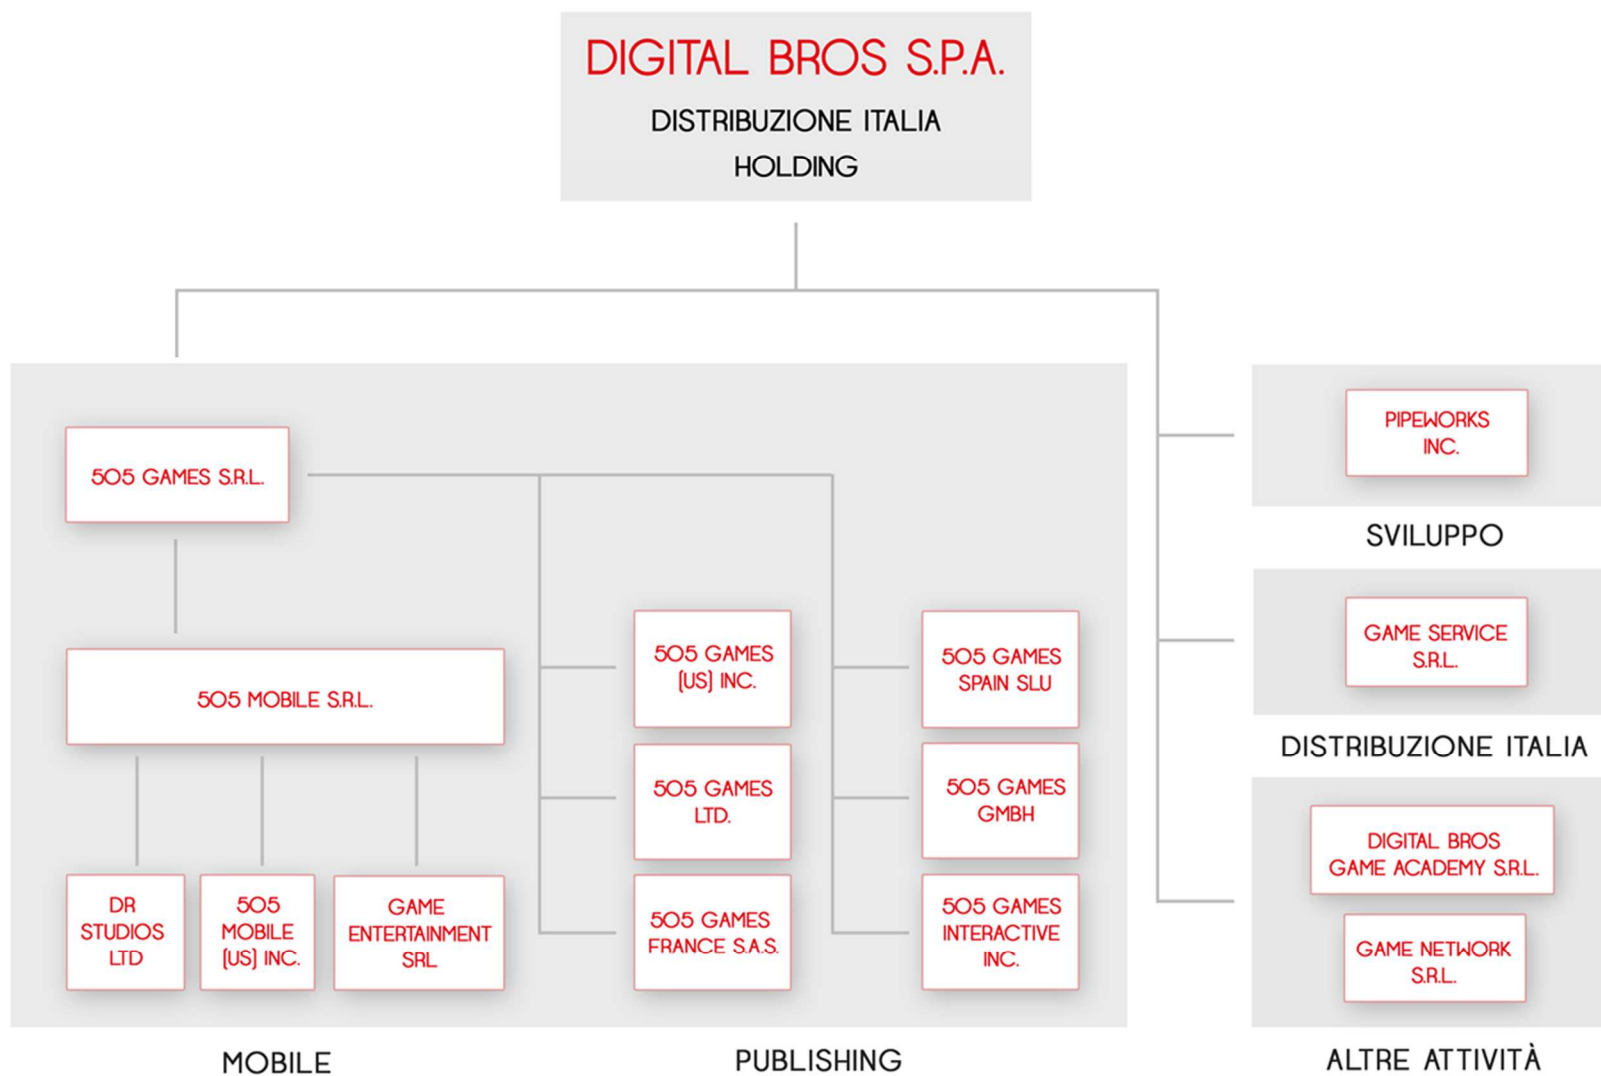 DIGITAL BROS S.P.A.
DISTRIBUZIONE ITALIA
HOLDING
505 GAMES S.R.L.
505 MOBILE S.R.L.
DR
STUDIOS
LTD
505
MOBILE
(US) INC.
GAME
ENTERTAINMENT
SRL
MOBILE
505 GAMES
(US) INC.
505 GAMES
LTD.
505 GAMES
FRANCE S.A.S.
505 GAMES
SPAIN SLU
505 GAMES
GMBH
505 GAMES
INTERACTIVE
INC.
PUBLISHING
PIPEWORKS
INC.
SVILUPPO
GAME SERVICE
S.R.L.
DISTRIBUZIONE ITALIA
DIGITAL BROS
GAME ACADEMY S.R.L.
GAME NETWORK
S.R.L.
ALTRE ATTIVITÀ